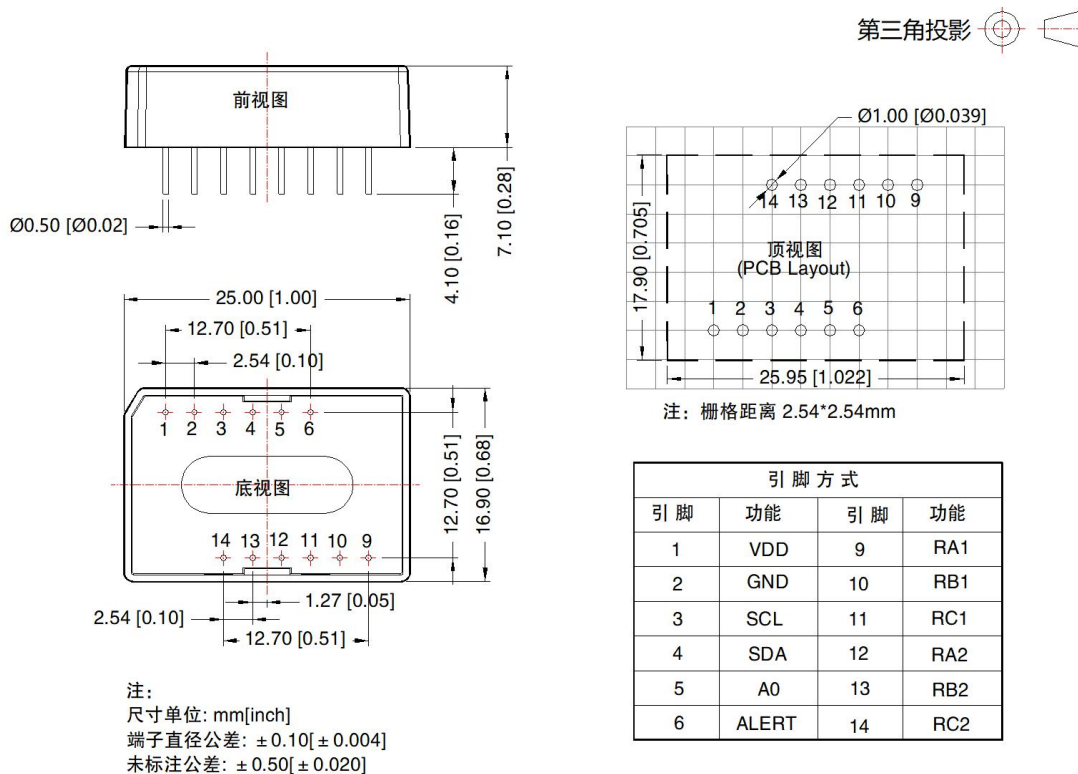 第三角投影
前视图
Ø0.50 [Ø0.02]
4.10 [0.16]
7.10 [0.28]
25.00 [1.00]
12.70 [0.51]
2.54 [0.10]
1 2 3 4 5 6
底视图
14 13 12 11 10 9
12.70 [0.51]
16.90 [0.68]
1.27 [0.05]
2.54 [0.10]
12.70 [0.51]
注:
尺寸单位: mm[inch]
端子直径公差: ±0.10[±0.004]
未标注公差: ±0.50[±0.020]
Ø1.00 [Ø0.039]
14 13 12 11 10 9
17.90 [0.705]
顶视图
(PCB Layout)
1 2 3 4 5 6
25.95 [1.022]
注: 栅格距离 2.54*2.54mm
引脚方式
引脚 功能 引脚 功能
1 VDD 9 RA1
2 GND 10 RB1
3 SCL 11 RC1
4 SDA 12 RA2
5 A0 13 RB2
6 ALERT 14 RC2